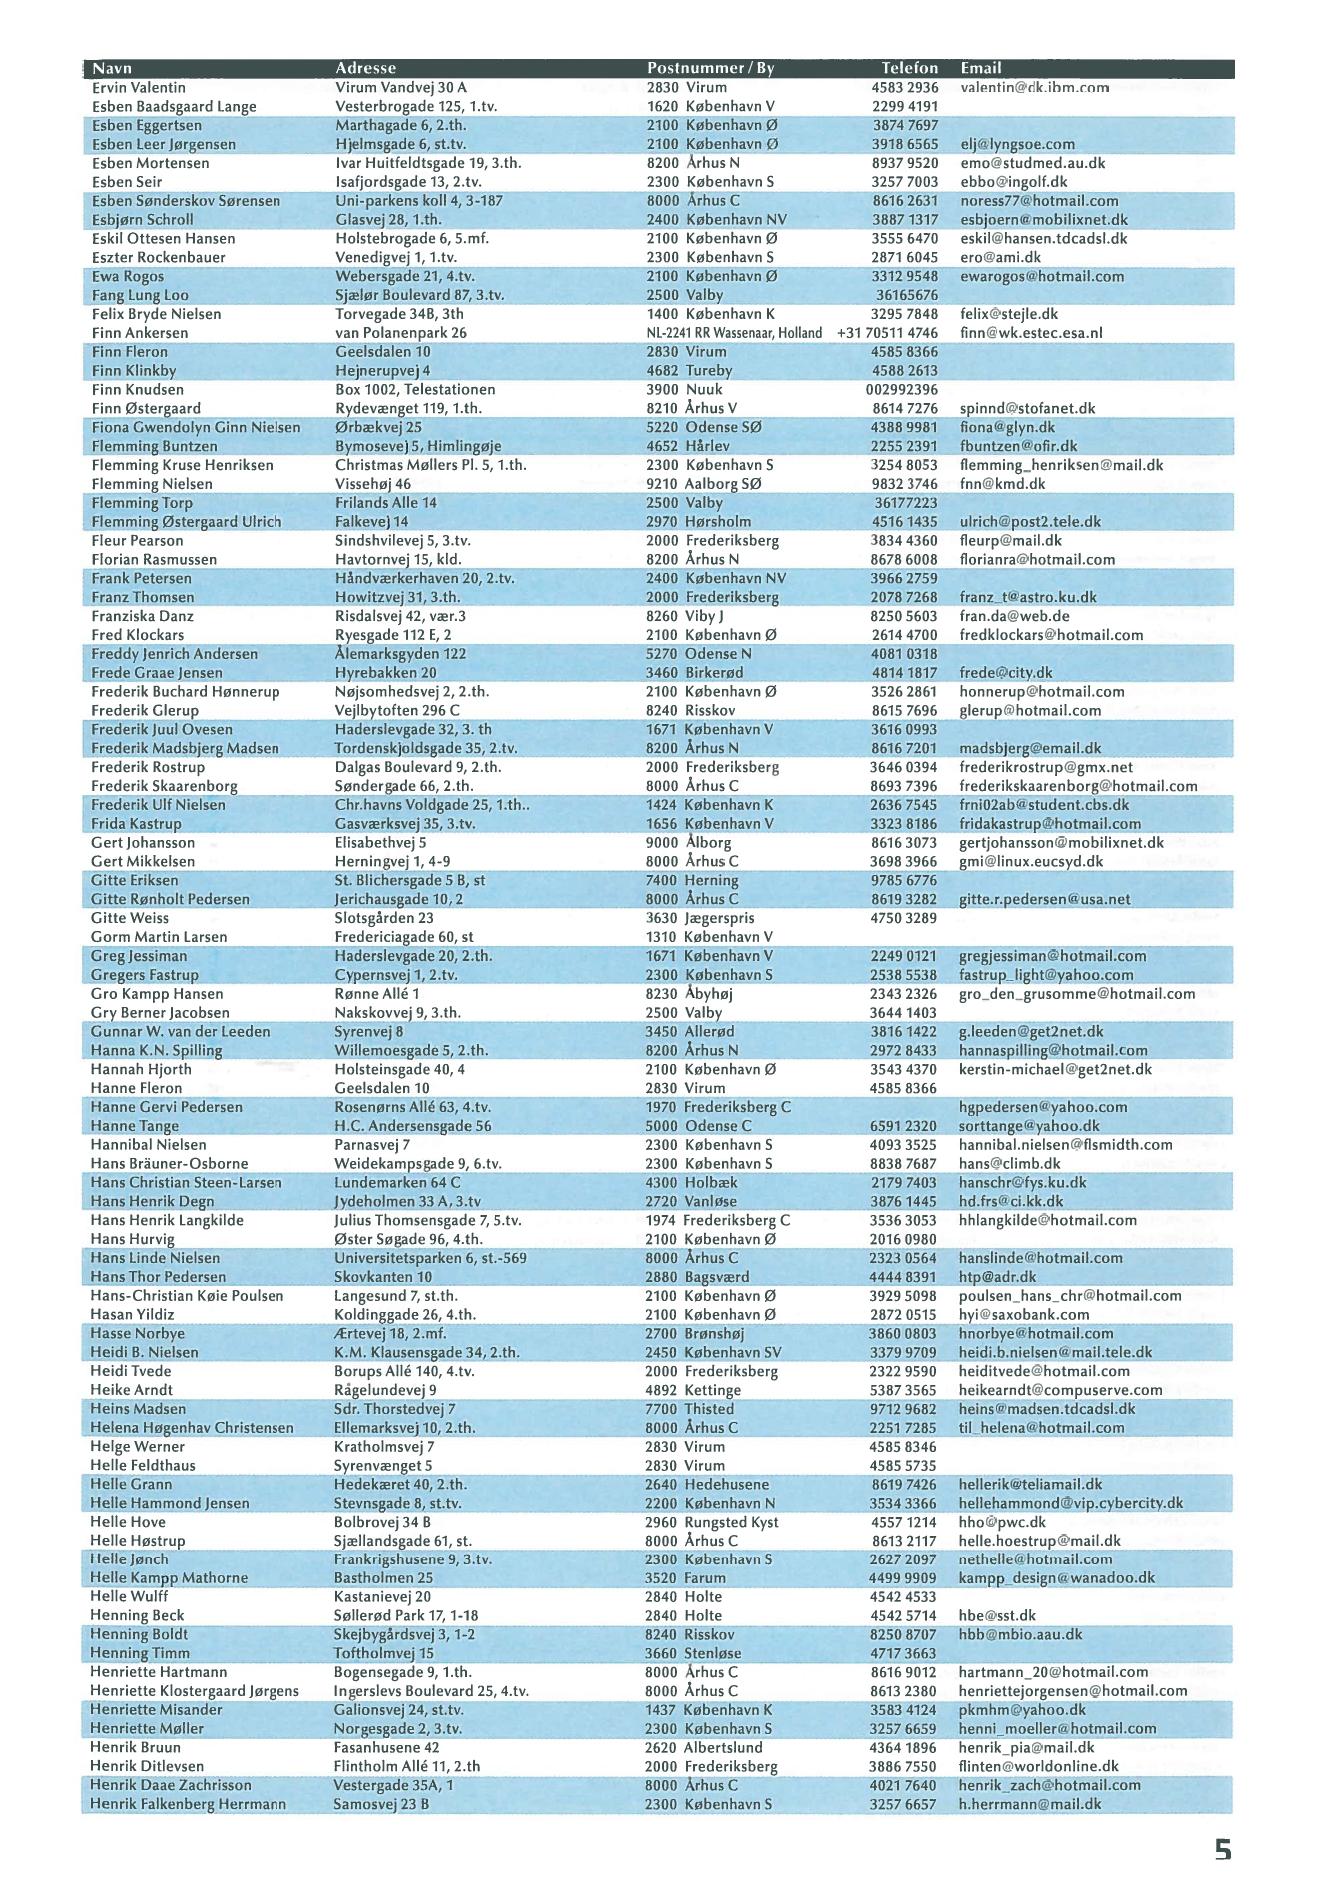 Navn Adresse Postnummer / By Telefon Email
Ervin Valentin Virum Vandvej 30 A 2830 Virum 4583 2936 valentin@dk.ibm.com
Esben Baadsgaard Lange Vesterbrogade 125, 1.tv. 1620 København V 2299 4191
Esben Eggertsen Marthagade 6, 2.th. 2100 København Ø 3874 7697
Esben Leer Jørgensen Hjelmsgade 6, st.tv. 2100 København Ø 3918 6565 elj@lyngsoe.com
Esben Mortensen Ivar Huitfeldtsgade 19, 3.th. 8200 Århus N 8937 9520 emo@studmed.au.dk
Esben Seir Isafjordsgade 13, 2.tv. 2300 København S 3257 7003 ebbo@ingolf.dk
Esben Sønderskov Sørensen Uni-parkens koll 4, 3-187 8000 Århus C 8616 2631 noress77@hotmail.com
Esbjørn Schroll Glasvej 28, 1.th. 2400 København NV 3887 1317 esbjoern@mobilixnet.dk
Eskil Ottesen Hansen Holstebrogade 6, 5.mf. 2100 København Ø 3555 6470 eskil@hansen.tdcadsl.dk
Eszter Rockenbauer Venedigvej 1, 1.tv. 2300 København S 2871 6045 ero@ami.dk
Ewa Rogos Webersgade 21, 4.tv. 2100 København Ø 3312 9548 ewarogos@hotmail.com
Fang Lung Loo Sjælør Boulevard 87, 3.tv. 2500 Valby 36165676
Felix Bryde Nielsen Torvegade 34B, 3th 1400 København K 3295 7848 felix@stejle.dk
Finn Ankersen van Polanenpark 26 NL-2241 RR Wassenaar, Holland +31 70511 4746 finn@wk.estec.esa.nl
Finn Fleron Geelsdalen 10 2830 Virum 4585 8366
Finn Klinkby Hejnerupvej 4 4682 Tureby 4588 2613
Finn Knudsen Box 1002, Telestationen 3900 Nuuk 002992396
Finn Østergaard Rydevænget 119, 1.th. 8210 Århus V 8614 7276 spinnd@stofanet.dk
Fiona Gwendolyn Ginn Nielsen Ørbækvej 25 5220 Odense SØ 4388 9981 fiona@glyn.dk
Flemming Buntzen Bymosevej 5, Himlingøje 4652 Hårlev 2255 2391 fbuntzen@ofir.dk
Flemming Kruse Henriksen Christmas Møllers Pl. 5, 1.th. 2300 København S 3254 8053 flemming_henriksen@mail.dk
Flemming Nielsen Vissehøj 46 9210 Aalborg SØ 9832 3746 fnn@kmd.dk
Flemming Torp Frilands Alle 14 2500 Valby 36177223
Flemming Østergaard Ulrich Falkevej 14 2970 Hørsholm 4516 1435 ulrich@post2.tele.dk
Fleur Pearson Sindshvilevej 5, 3.tv. 2000 Frederiksberg 3834 4360 fleurp@mail.dk
Florian Rasmussen Havtornvej 15, kld. 8200 Århus N 8678 6008 florianra@hotmail.com
Frank Petersen Håndværkerhaven 20, 2.tv. 2400 København NV 3966 2759
Franz Thomsen Howitzvej 31, 3.th. 2000 Frederiksberg 2078 7268 franz_t@astro.ku.dk
Franziska Danz Risdalsvej 42, vær.3 8260 Viby J 8250 5603 fran.da@web.de
Fred Klockars Ryesgade 112 E, 2 2100 København Ø 2614 4700 fredklockars@hotmail.com
Freddy Jenrich Andersen Ålemarksgyden 122 5270 Odense N 4081 0318
Frede Graae Jensen Hyrebakken 20 3460 Birkerød 4814 1817 frede@city.dk
Frederik Buchard Hønnerup Nøjsomhedsvej 2, 2.th. 2100 København Ø 3526 2861 honnerup@hotmail.com
Frederik Glerup Vejlbytoften 296 C 8240 Risskov 8615 7696 glerup@hotmail.com
Frederik Juul Ovesen Haderslevgade 32, 3. th 1671 København V 3616 0993
Frederik Madsbjerg Madsen Tordenskjoldsgade 35, 2.tv. 8200 Århus N 8616 7201 madsbjerg@email.dk
Frederik Rostrup Dalgas Boulevard 9, 2.th. 2000 Frederiksberg 3646 0394 frederikrostrup@gmx.net
Frederik Skaarenborg Søndergade 66, 2.th. 8000 Århus C 8693 7396 frederikskaarenborg@hotmail.com
Frederik Ulf Nielsen Chr.havns Voldgade 25, 1.th.. 1424 København K 2636 7545 frni02ab@student.cbs.dk
Frida Kastrup Gasværksvej 35, 3.tv. 1656 København V 3323 8186 fridakastrup@hotmail.com
Gert Johansson Elisabethvej 5 9000 Ålborg 8616 3073 gertjohansson@mobilixnet.dk
Gert Mikkelsen Herningvej 1, 4-9 8000 Århus C 3698 3966 gmi@linux.eucsyd.dk
Gitte Eriksen St. Blichersgade 5 B, st 7400 Herning 9785 6776
Gitte Rønholt Pedersen Jerichausgade 10, 2 8000 Århus C 8619 3282 gitte.r.pedersen@usa.net
Gitte Weiss Slotsgården 23 3630 Jægerspris 4750 3289
Gorm Martin Larsen Fredericiagade 60, st 1310 København V
Greg Jessiman Haderslevgade 20, 2.th. 1671 København V 2249 0121 gregjessiman@hotmail.com
Gregers Fastrup Cypernsvej 1, 2.tv. 2300 København S 2538 5538 fastrup_light@yahoo.com
Gro Kampp Hansen Rønne Allé 1 8230 Åbyhøj 2343 2326 gro_den_grusomme@hotmail.com
Gry Berner Jacobsen Nakskovvej 9, 3.th. 2500 Valby 3644 1403
Gunnar W. van der Leeden Syrenvej 8 3450 Allerød 3816 1422 g.leeden@get2net.dk
Hanna K.N. Spilling Willemoesgade 5, 2.th. 8200 Århus N 2972 8433 hannaspilling@hotmail.com
Hannah Hjorth Holsteinsgade 40, 4 2100 København Ø 3543 4370 kerstin-michael@get2net.dk
Hanne Fleron Geelsdalen 10 2830 Virum 4585 8366
Hanne Gervi Pedersen Rosenørns Allé 63, 4.tv. 1970 Frederiksberg C hgpedersen@yahoo.com
Hanne Tange H.C. Andersensgade 56 5000 Odense C 6591 2320 sorttange@yahoo.dk
Hannibal Nielsen Parnasvej 7 2300 København S 4093 3525 hannibal.nielsen@flsmidth.com
Hans Bräuner-Osborne Weidekampsgade 9, 6.tv. 2300 København S 8838 7687 hans@climb.dk
Hans Christian Steen-Larsen Lundemarken 64 C 4300 Holbæk 2179 7403 hanschr@fys.ku.dk
Hans Henrik Degn Jydeholmen 33 A, 3.tv 2720 Vanløse 3876 1445 hd.frs@ci.kk.dk
Hans Henrik Langkilde Julius Thomsensgade 7, 5.tv. 1974 Frederiksberg C 3536 3053 hhlangkilde@hotmail.com
Hans Hurvig Øster Søgade 96, 4.th. 2100 København Ø 2016 0980
Hans Linde Nielsen Universitetsparken 6, st.-569 8000 Århus C 2323 0564 hanslinde@hotmail.com
Hans Thor Pedersen Skovkanten 10 2880 Bagsværd 4444 8391 htp@adr.dk
Hans-Christian Køie Poulsen Langesund 7, st.th. 2100 København Ø 3929 5098 poulsen_hans_chr@hotmail.com
Hasan Yildiz Koldinggade 26, 4.th. 2100 København Ø 2872 0515 hyi@saxobank.com
Hasse Norbye Ærtevej 18, 2.mf. 2700 Brønshøj 3860 0803 hnorbye@hotmail.com
Heidi B. Nielsen K.M. Klausensgade 34, 2.th. 2450 København SV 3379 9709 heidi.b.nielsen@mail.tele.dk
Heidi Tvede Borups Allé 140, 4.tv. 2000 Frederiksberg 2322 9590 heiditvede@hotmail.com
Heike Arndt Rågelundevej 9 4892 Kettinge 5387 3565 heikearndt@compuserve.com
Heins Madsen Sdr. Thorstedvej 7 7700 Thisted 9712 9682 heins@madsen.tdcadsl.dk
Helena Høgenhav Christensen Ellemarksvej 10, 2.th. 8000 Århus C 2251 7285 til_helena@hotmail.com
Helge Werner Kratholmsvej 7 2830 Virum 4585 8346
Helle Feldthaus Syrenvænget 5 2830 Virum 4585 5735
Helle Grann Hedekæret 40, 2.th. 2640 Hedehusene 8619 7426 hellerik@teliamail.dk
Helle Hammond Jensen Stevnsgade 8, st.tv. 2200 København N 3534 3366 hellehammond@vip.cybercity.dk
Helle Hove Bolbrovej 34 B 2960 Rungsted Kyst 4557 1214 hho@pwc.dk
Helle Høstrup Sjællandsgade 61, st. 8000 Århus C 8613 2117 helle.hoestrup@mail.dk
Helle Jønch Frankrigshusene 9, 3.tv. 2300 København S 2627 2097 nethelle@hotmail.com
Helle Kampp Mathorne Bastholmen 25 3520 Farum 4499 9909 kampp_design@wanadoo.dk
Helle Wulff Kastanievej 20 2840 Holte 4542 4533
Henning Beck Søllerød Park 17, 1-18 2840 Holte 4542 5714 hbe@sst.dk
Henning Boldt Skejbygårdsvej 3, 1-2 8240 Risskov 8250 8707 hbb@mbio.aau.dk
Henning Timm Toftholmvej 15 3660 Stenløse 4717 3663
Henriette Hartmann Bogensegade 9, 1.th. 8000 Århus C 8616 9012 hartmann_20@hotmail.com
Henriette Klostergaard Jørgens Ingerslevs Boulevard 25, 4.tv. 8000 Århus C 8613 2380 henriettejorgensen@hotmail.com
Henriette Misander Galionsvej 24, st.tv. 1437 København K 3583 4124 pkmhm@yahoo.dk
Henriette Møller Norgesgade 2, 3.tv. 2300 København S 3257 6659 henni_moeller@hotmail.com
Henrik Bruun Fasanhusene 42 2620 Albertslund 4364 1896 henrik_pia@mail.dk
Henrik Ditlevsen Flintholm Allé 11, 2.th 2000 Frederiksberg 3886 7550 flinten@worldonline.dk
Henrik Daae Zachrisson Vestergade 35A, 1 8000 Århus C 4021 7640 henrik_zach@hotmail.com
Henrik Falkenberg Herrmann Samosvej 23 B 2300 København S 3257 6657 h.herrmann@mail.dk
5